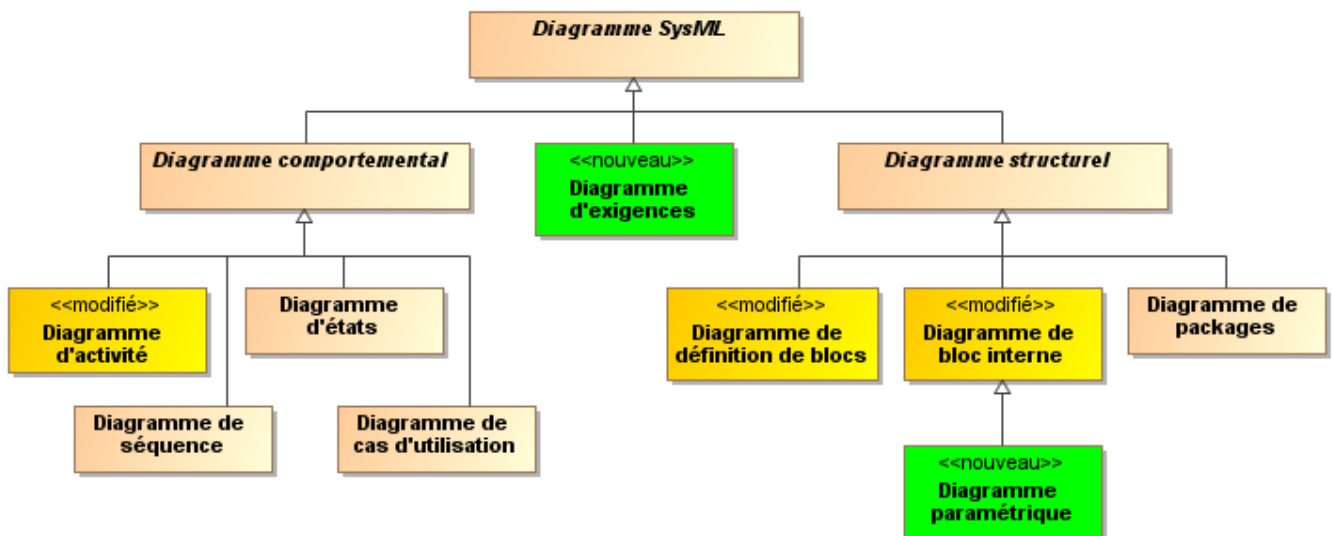 Diagramme SysML
Diagramme comportemental
<<nouveau>>
Diagramme
d'exigences
Diagramme structurel
<<modifié>>
Diagramme
d'activité
Diagramme
d'états
<<modifié>>
Diagramme de
définition de blocs
<<modifié>>
Diagramme de
bloc interne
Diagramme de
packages
Diagramme de
séquence
Diagramme de
cas d'utilisation
<<nouveau>>
Diagramme
paramétrique